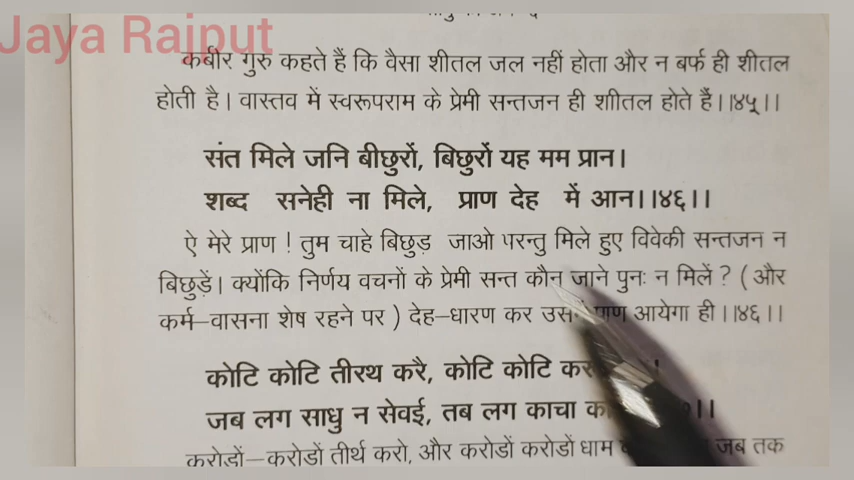 Jaya Rajput
कबीर गुरु कहते हैं कि वैसा शीतल जल नहीं होता और न बर्फ ही शीतल
होती है। वास्तव में स्वरूपराम के प्रेमी सन्तजन ही शाीतल होते हैं।।४५।।
संत मिले जनि बीछुरों, बिछुरों यह मम प्रान।
शब्द सनेही ना मिले, प्राण देह में आन।।४६।।
ऐ मेरे प्राण ! तुम चाहे बिछुड़ जाओ परन्तु मिले हुए विवेकी सन्तजन न
बिछुड़ें। क्योंकि निर्णय वचनों के प्रेमी सन्त कौन जाने पुनः न मिलें ? ( और
कर्म–वासना शेष रहने पर ) देह–धारण कर आयेगा ही।।४६।।
कोटि कोटि तीरथ करै, कोटि कोटि
जब लग साधु न सेवई, तब लग काचा
करोड़ों–करोड़ों तीर्थ करो, और करोड़ों करोड़ों धाम जब तक